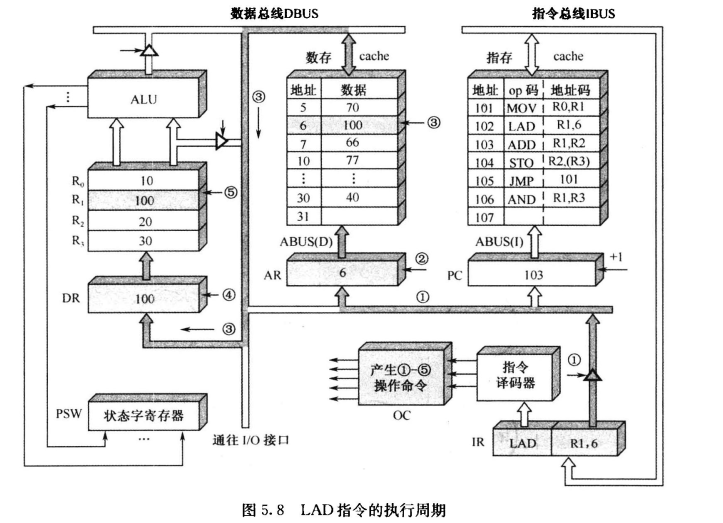 数据总线DBUS
指令总线IBUS
数存 cache
指存 cache
ALU
地址 数据
5 70
6 100
7 66
10 77
⋮ ⋮
30 40
31
地址 op 码 地址码
101 MOV R0,R1
102 LAD R1,6
103 ADD R1,R2
104 STO R2,(R3)
105 JMP 101
106 AND R1,R3
107
③
③
R₀ 10
R₁ 100
R₂ 20
R₃ 30
⑤
ABUS(D)
ABUS(I)
AR 6
②
PC 103
+1
DR 100
④
①
③
①
产生①-⑤
操作命令
OC
指令
译码器
PSW 状态字寄存器
…
通往 I/O 接口
IR LAD R1,6
图 5.8 LAD 指令的执行周期